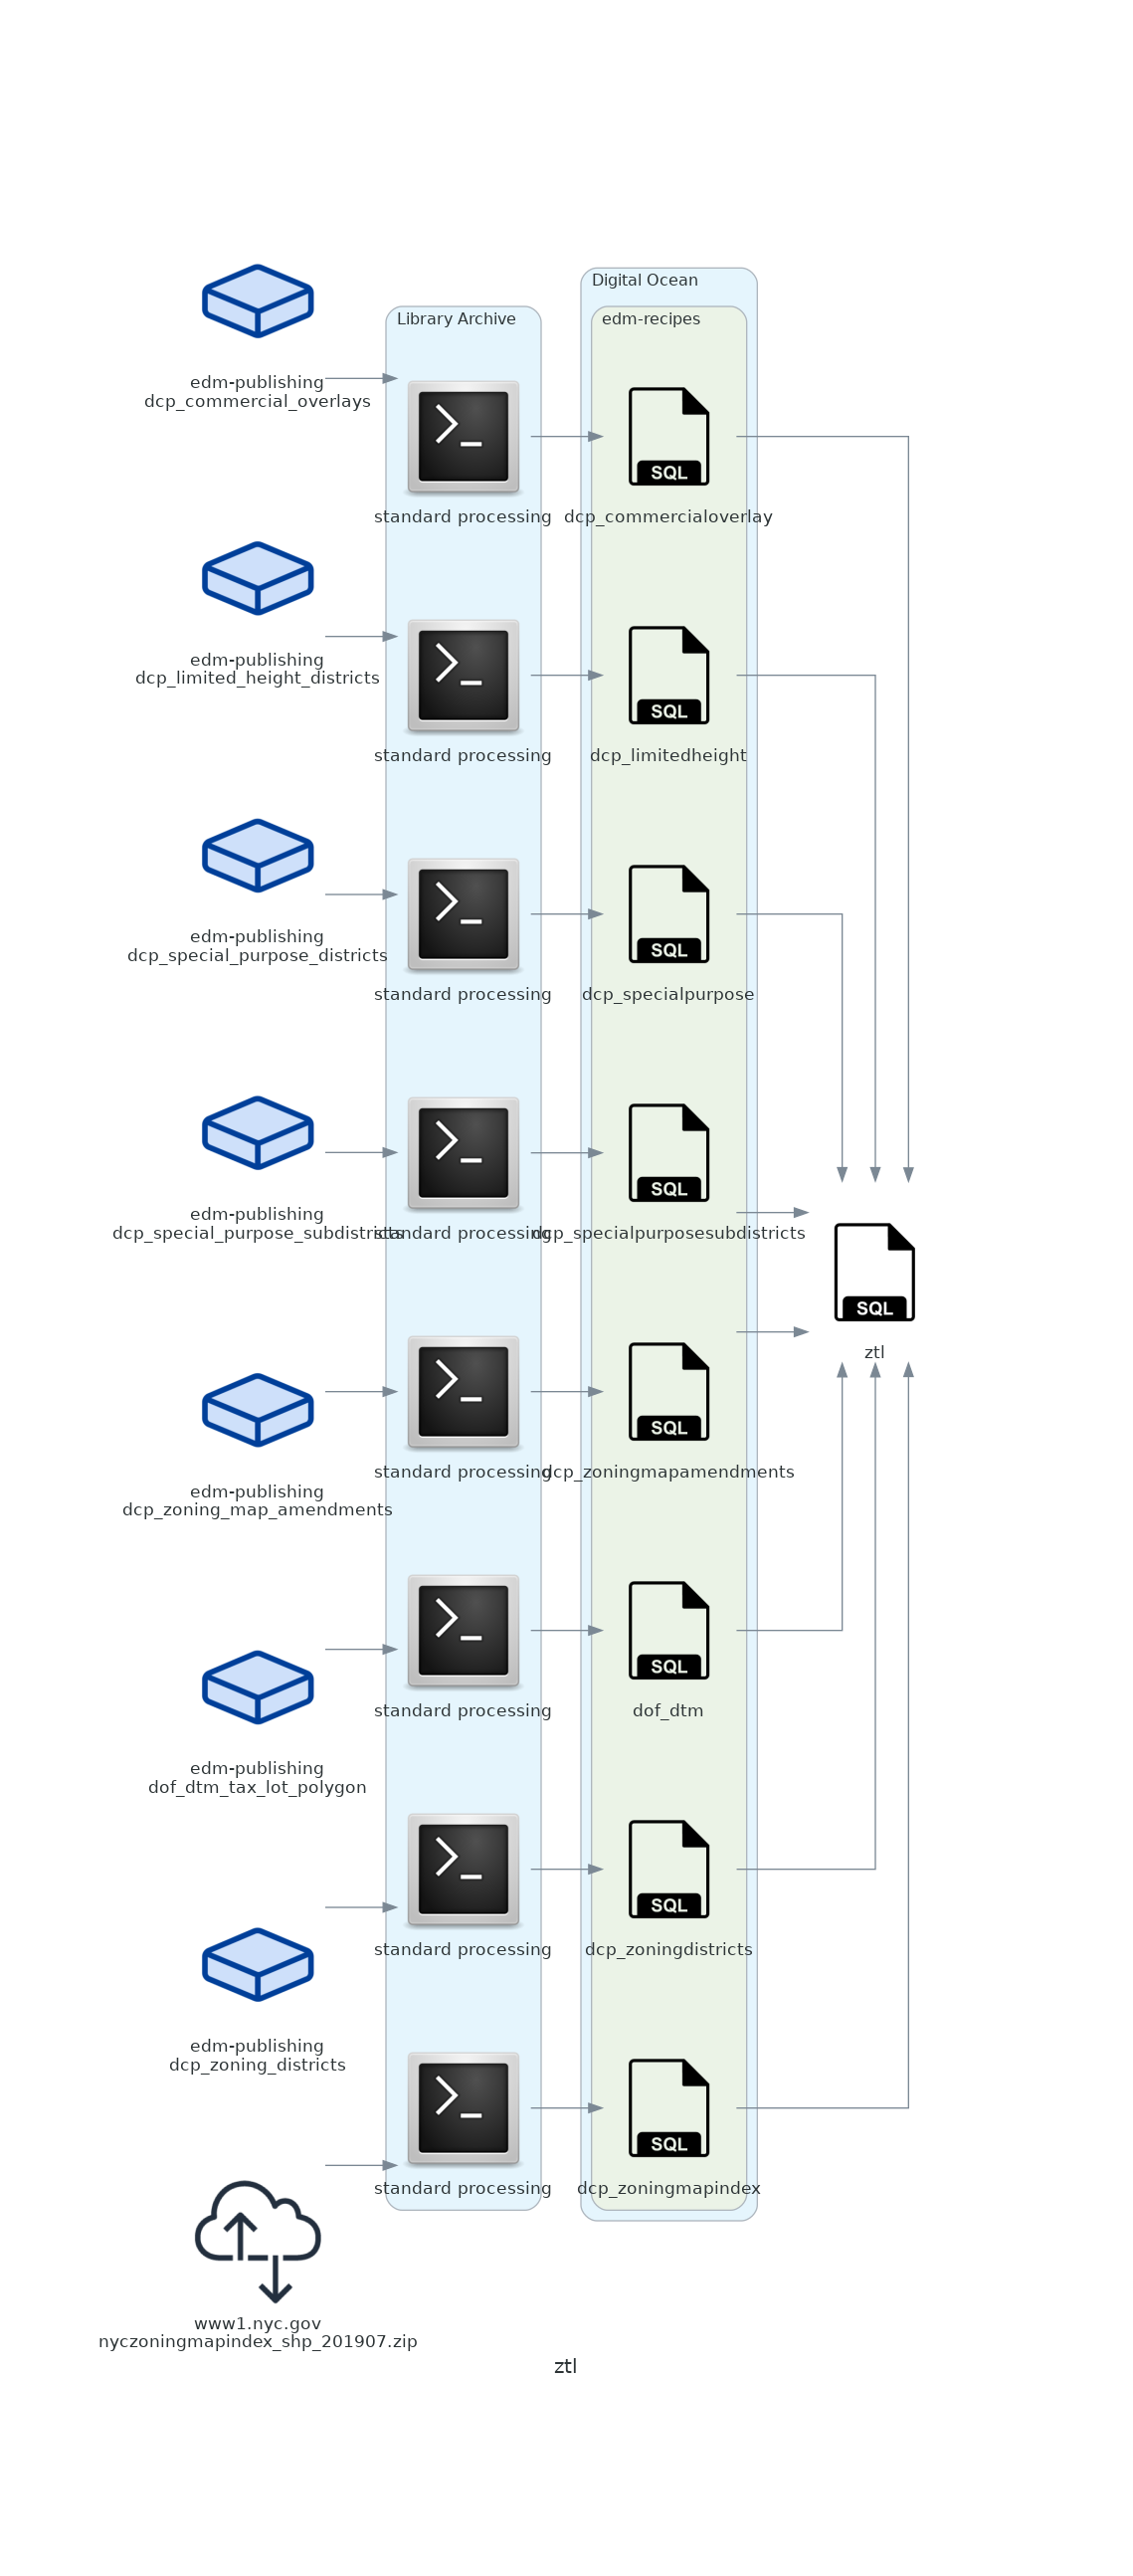 Digital Ocean
Library Archive
edm-recipes
edm-publishing
dcp_commercial_overlays
>_
SQL
standard processing
dcp_commercialoverlay
edm-publishing
dcp_limited_height_districts
>_
SQL
standard processing
dcp_limitedheight
edm-publishing
dcp_special_purpose_districts
>_
SQL
standard processing
dcp_specialpurpose
edm-publishing
dcp_special_purpose_subdistricts
>_
SQL
standard processing
dcp_specialpurposesubdistricts
SQL
ztl
edm-publishing
dcp_zoning_map_amendments
>_
SQL
standard processing
dcp_zoningmapamendments
>_
SQL
standard processing
dof_dtm
edm-publishing
dof_dtm_tax_lot_polygon
>_
SQL
standard processing
dcp_zoningdistricts
edm-publishing
dcp_zoning_districts
>_
SQL
standard processing
dcp_zoningmapindex
www1.nyc.gov
nyczoningmapindex_shp_201907.zip
ztl